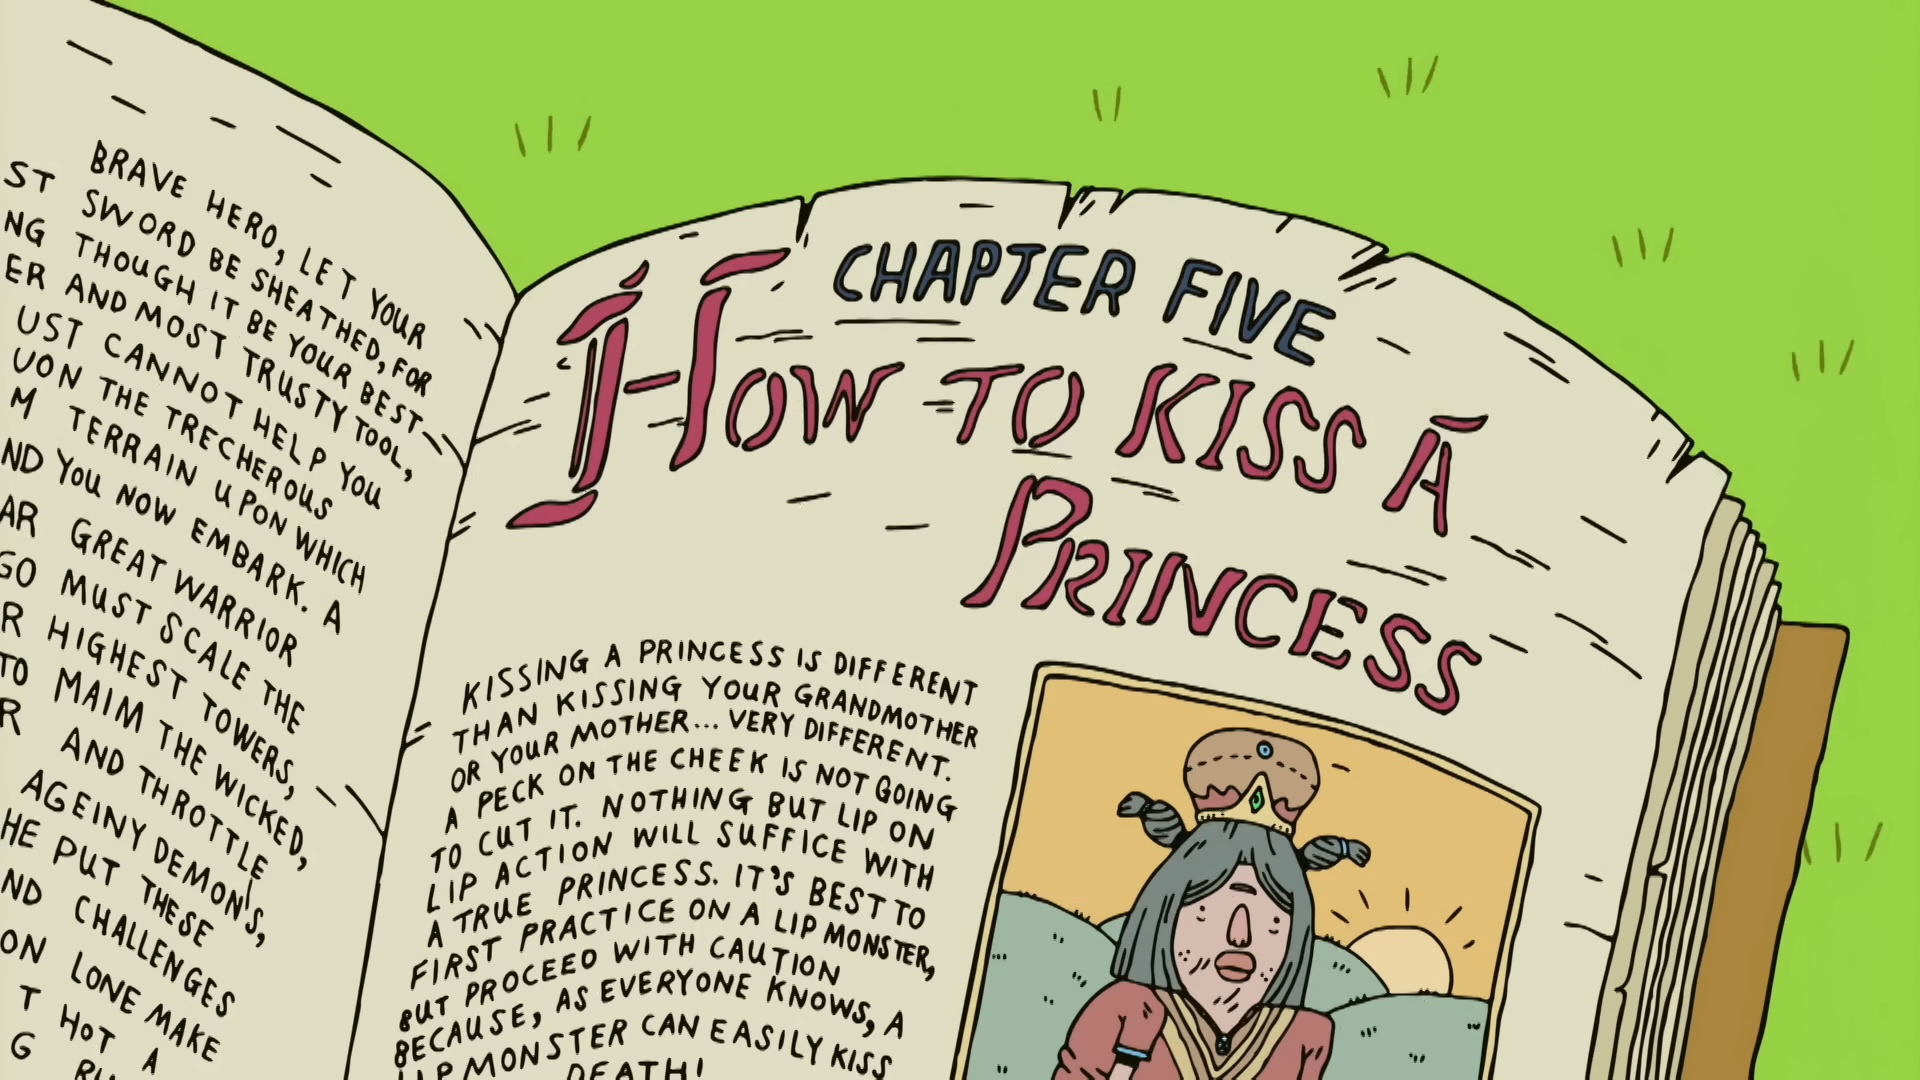 BRAVE HERO, LET YOUR
ST SWORD BE SHEATHED, FOR
NG THOUGH IT BE YOUR BEST
ER AND MOST TRUSTY TOOL,
UST CANNOT HELP YOU
UON THE TRECHEROUS
M TERRAIN UPON WHICH
ND YOU NOW EMBARK. A
AR GREAT WARRIOR
GO MUST SCALE THE
R HIGHEST TOWERS,
TO MAIM THE WICKED,
R AND THROTTLE
AGEINY DEMON'S,
HE PUT THESE
ND CHALLENGES
ON LONE MAKE
T HOT A
G
CHAPTER FIVE
HOW TO KISS A
PRINCESS
KISSING A PRINCESS IS DIFFERENT
THAN KISSING YOUR GRANDMOTHER
OR YOUR MOTHER... VERY DIFFERENT.
A PECK ON THE CHEEK IS NOT GOING
TO CUT IT. NOTHING BUT LIP ON
LIP ACTION WILL SUFFICE WITH
A TRUE PRINCESS. IT'S BEST TO
FIRST PRACTICE ON A LIP MONSTER,
BUT PROCEED WITH CAUTION
BECAUSE, AS EVERYONE KNOWS, A
LIP MONSTER CAN EASILY KISS
DEATH!